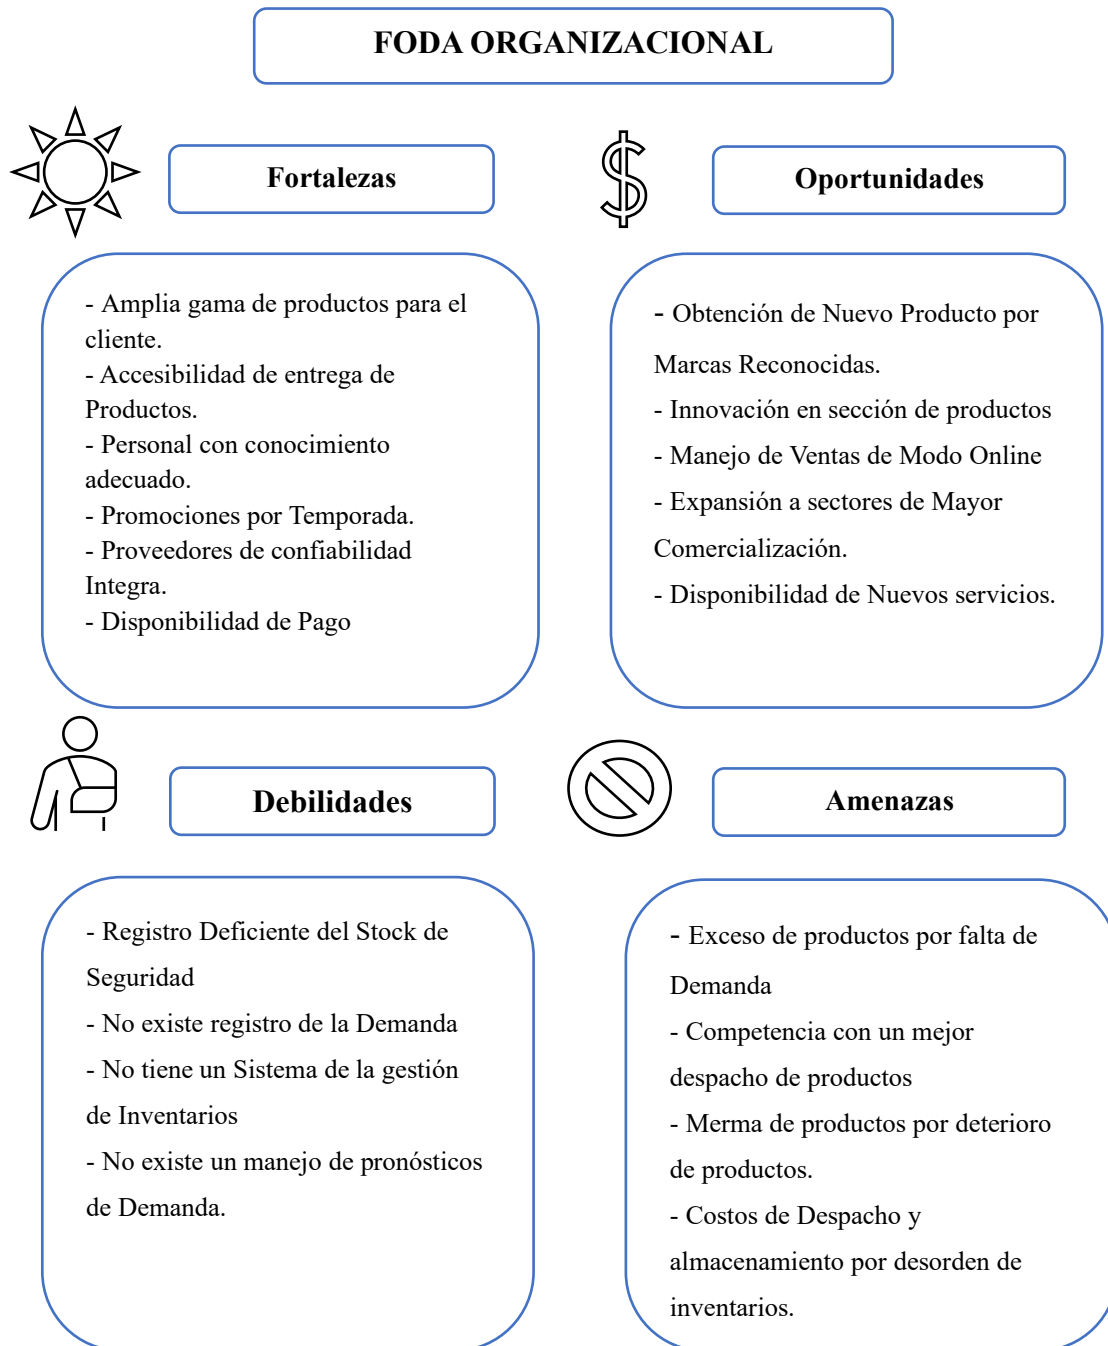 FODA ORGANIZACIONAL
Fortalezas
- Amplia gama de productos para el
cliente.
- Accesibilidad de entrega de
Productos.
- Personal con conocimiento
adecuado.
- Promociones por Temporada.
- Proveedores de confiabilidad
Integra.
- Disponibilidad de Pago
Oportunidades
- Obtención de Nuevo Producto por
Marcas Reconocidas.
- Innovación en sección de productos
- Manejo de Ventas de Modo Online
- Expansión a sectores de Mayor
Comercialización.
- Disponibilidad de Nuevos servicios.
Debilidades
- Registro Deficiente del Stock de
Seguridad
- No existe registro de la Demanda
- No tiene un Sistema de la gestión
de Inventarios
- No existe un manejo de pronósticos
de Demanda.
Amenazas
- Exceso de productos por falta de
Demanda
- Competencia con un mejor
despacho de productos
- Merma de productos por deterioro
de productos.
- Costos de Despacho y
almacenamiento por desorden de
inventarios.